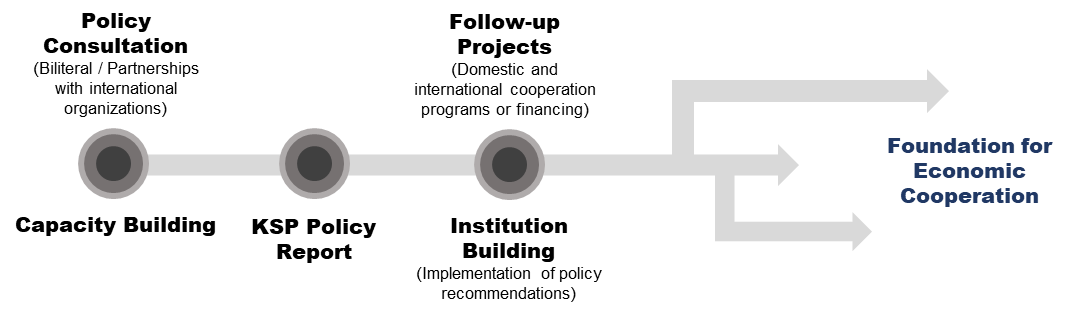 Policy
Consultation
(Biliteral / Partnerships
with international
organizations)
Capacity Building
KSP Policy
Report
Follow-up
Projects
(Domestic and
international cooperation
programs or financing)
Institution
Building
(Implementation of policy
recommendations)
Foundation for
Economic
Cooperation